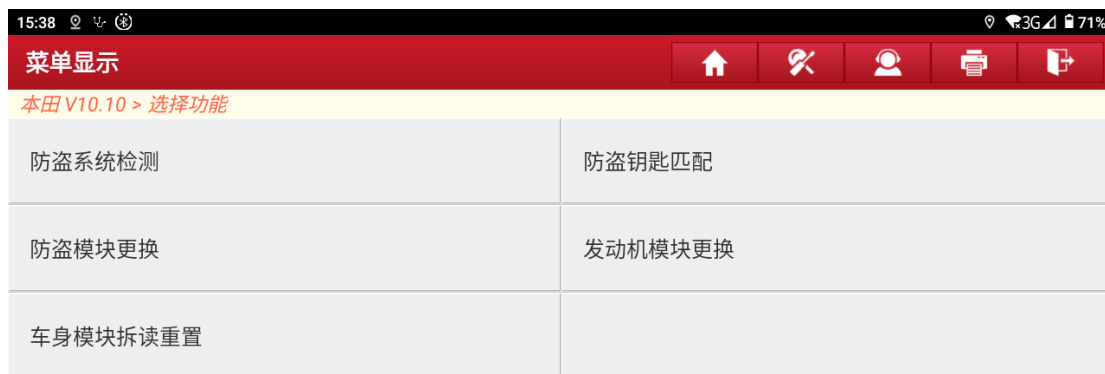 15:38 3G 71%
菜单显示
本田 V10.10 > 选择功能
防盗系统检测 防盗钥匙匹配
防盗模块更换 发动机模块更换
车身模块拆读重置